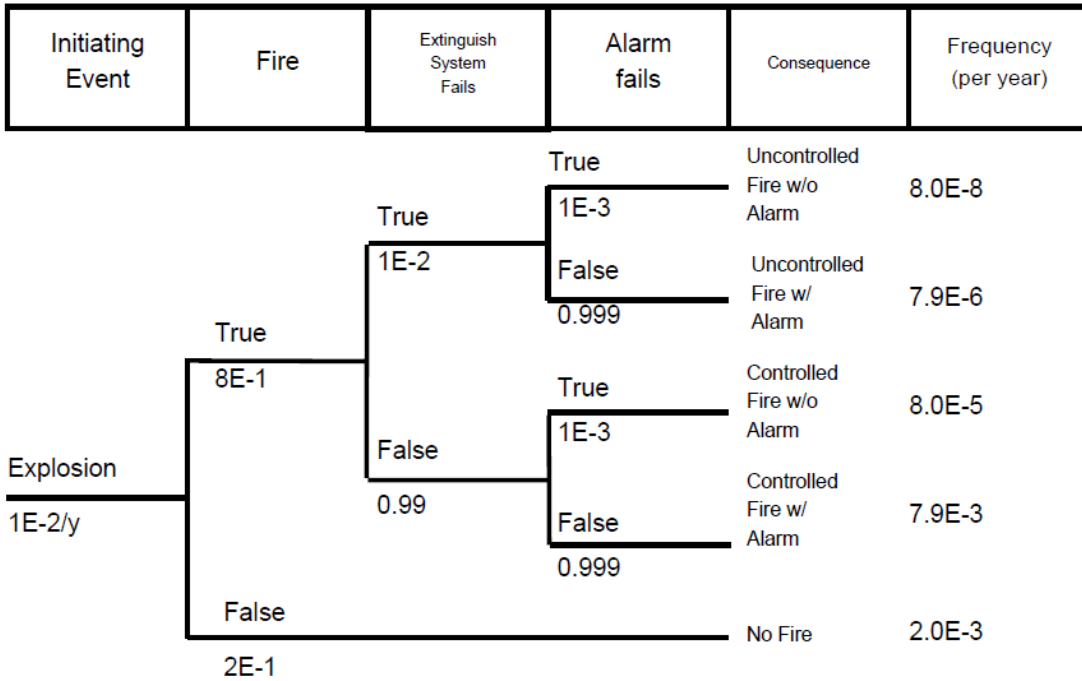 Initiating
Event
Fire
Extinguish
System
Fails
Alarm
fails
Consequence
Frequency
(per year)
Explosion
1E-2/y
True
8E-1
False
2E-1
True
1E-2
False
0.99
True
1E-3
False
0.999
True
1E-3
False
0.999
Uncontrolled
Fire w/o
Alarm
8.0E-8
Uncontrolled
Fire w/
Alarm
7.9E-6
Controlled
Fire w/o
Alarm
8.0E-5
Controlled
Fire w/
Alarm
7.9E-3
No Fire
2.0E-3